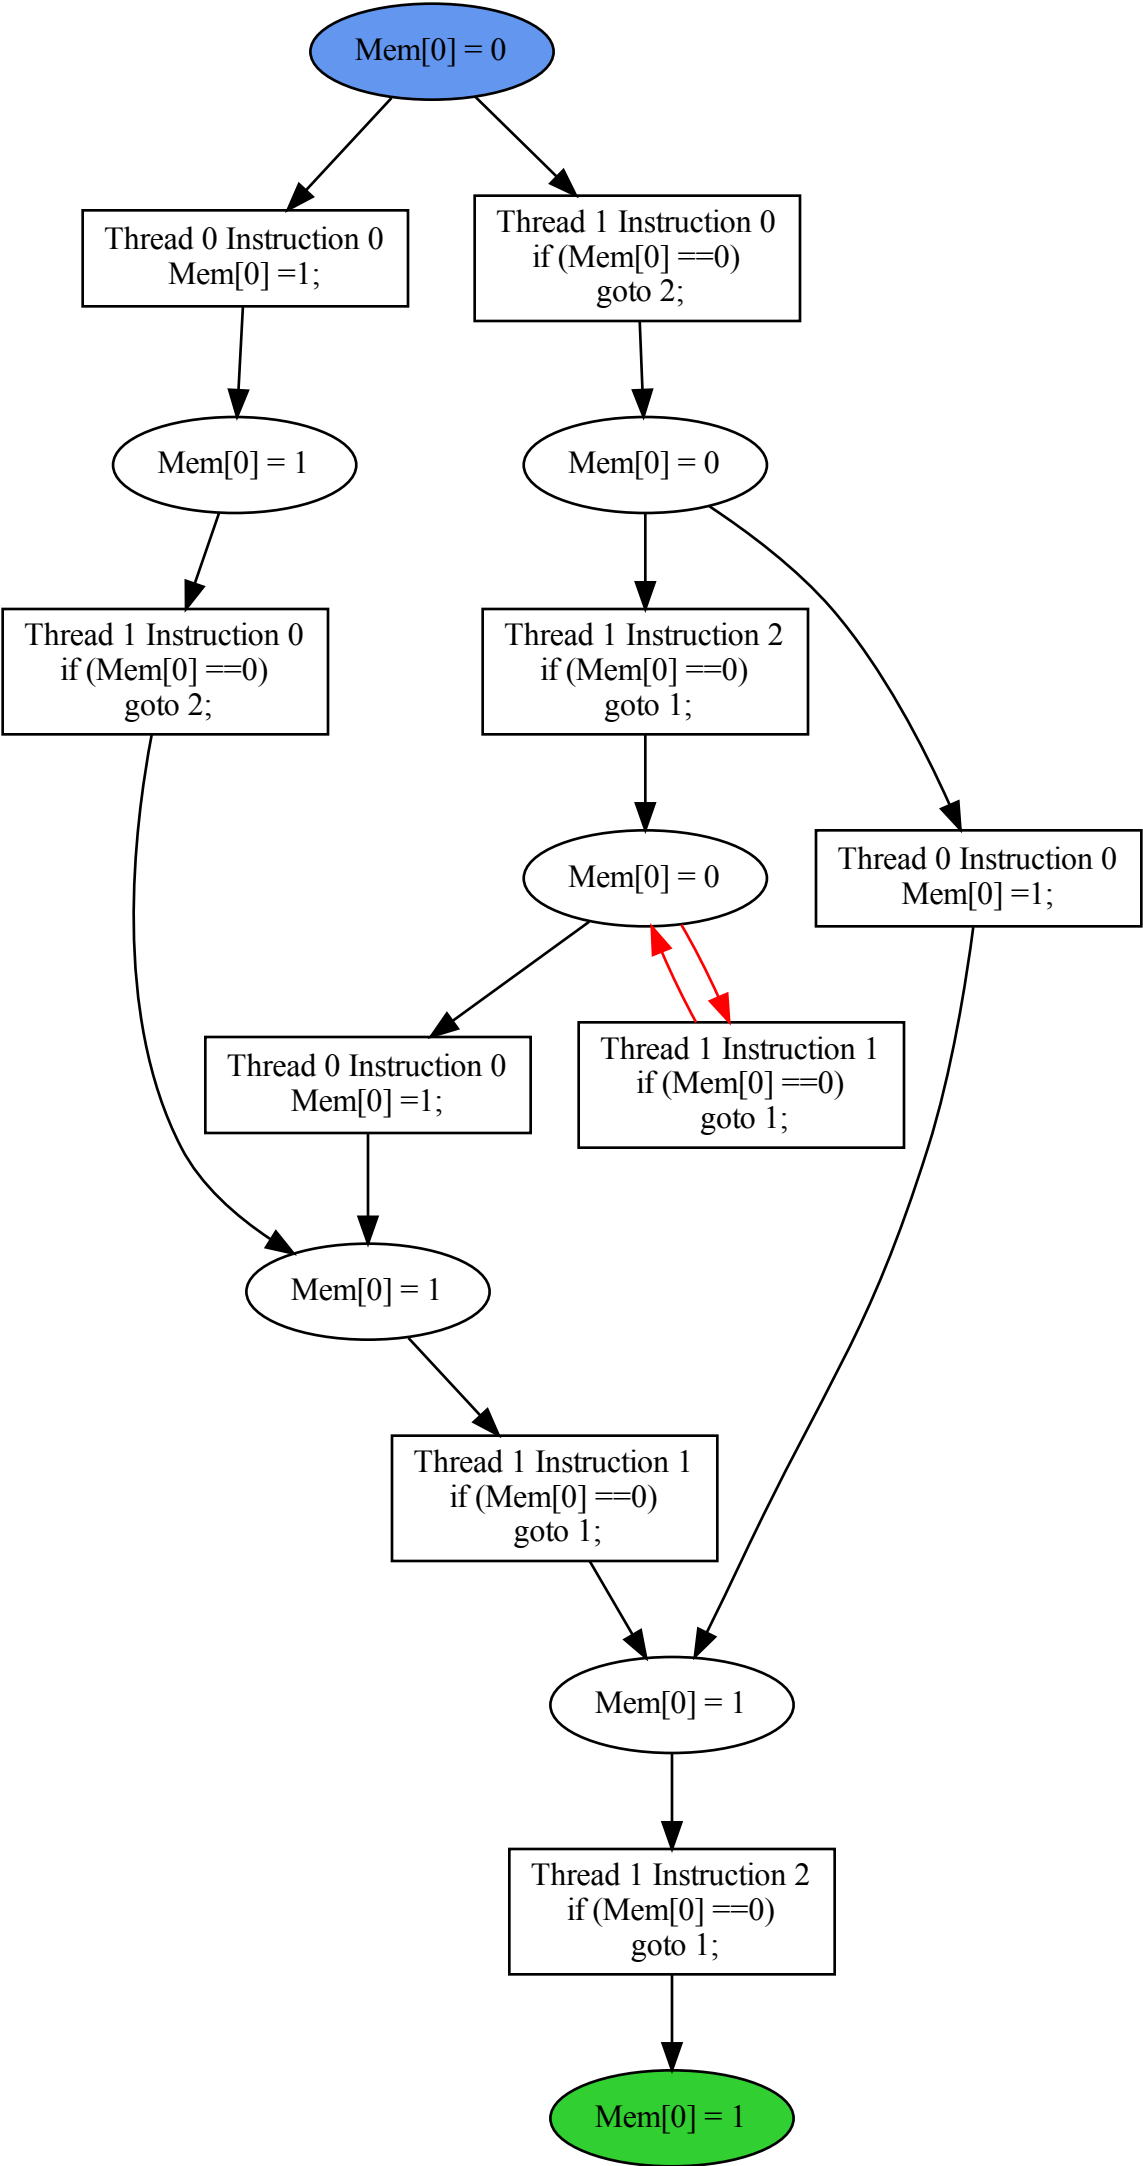 Mem[0] = 0
Thread 0 Instruction 0
Mem[0] =1;
Thread 1 Instruction 0
if (Mem[0] ==0)
goto 2;
Mem[0] = 1
Mem[0] = 0
Thread 1 Instruction 0
if (Mem[0] ==0)
goto 2;
Thread 1 Instruction 2
if (Mem[0] ==0)
goto 1;
Mem[0] = 0
Thread 0 Instruction 0
Mem[0] =1;
Thread 0 Instruction 0
Mem[0] =1;
Thread 1 Instruction 1
if (Mem[0] ==0)
goto 1;
Mem[0] = 1
Thread 1 Instruction 1
if (Mem[0] ==0)
goto 1;
Mem[0] = 1
Thread 1 Instruction 2
if (Mem[0] ==0)
goto 1;
Mem[0] = 1